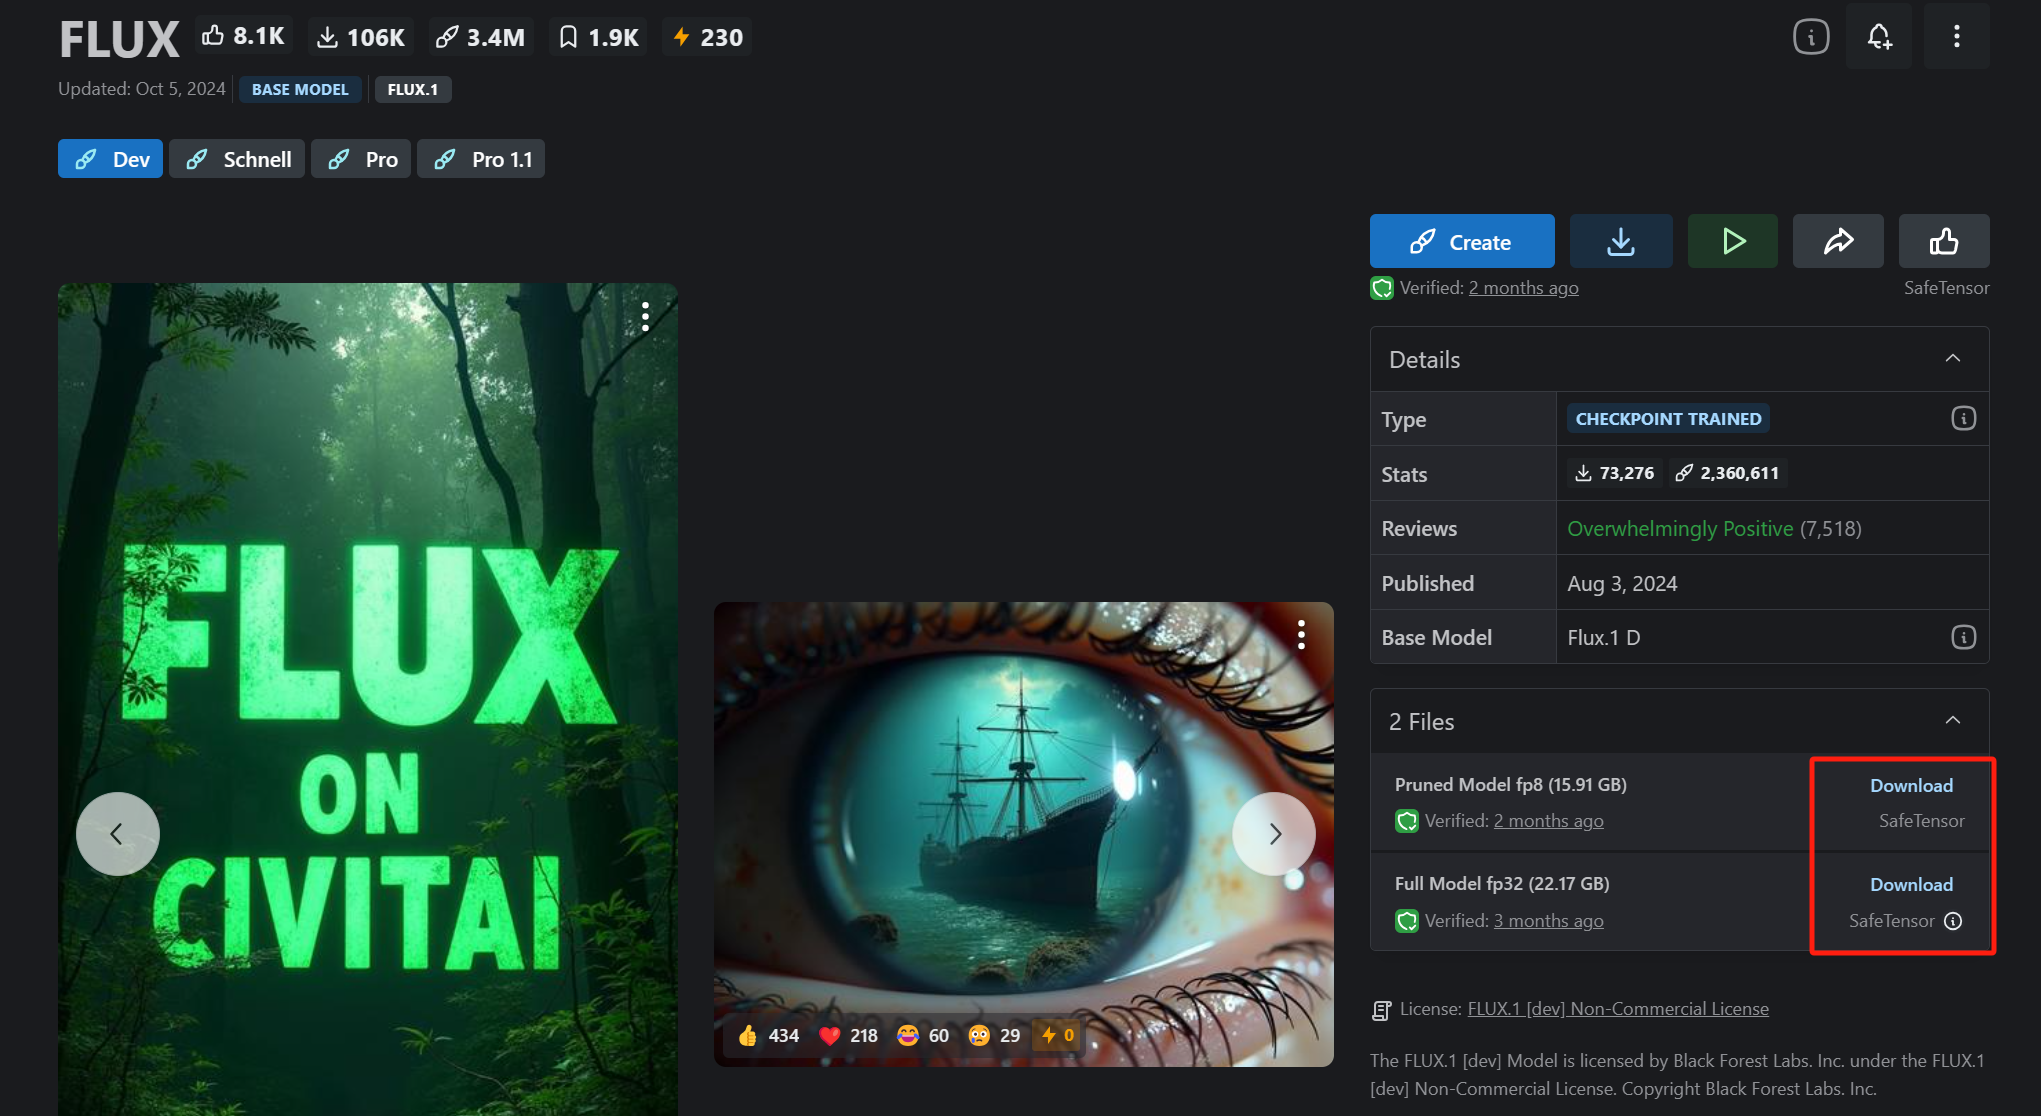 FLUX 8.1K 106K 3.4M 1.9K 230
Updated: Oct 5, 2024 BASE MODEL FLUX.1
Dev Schnell Pro Pro 1.1
Create
Verified: 2 months ago SafeTensor
Details
Type CHECKPOINT TRAINED
Stats 73,276 2,360,611
Reviews Overwhelmingly Positive (7,518)
Published Aug 3, 2024
Base Model Flux.1 D
2 Files
Pruned Model fp8 (15.91 GB) Download
Verified: 2 months ago SafeTensor
Full Model fp32 (22.17 GB) Download
Verified: 3 months ago SafeTensor
License: FLUX.1 [dev] Non-Commercial License
The FLUX.1 [dev] Model is licensed by Black Forest Labs. Inc. under the FLUX.1
[dev] Non-Commercial License. Copyright Black Forest Labs. Inc.
FLUX
ON
CIVITAI
434 218 60 29 0